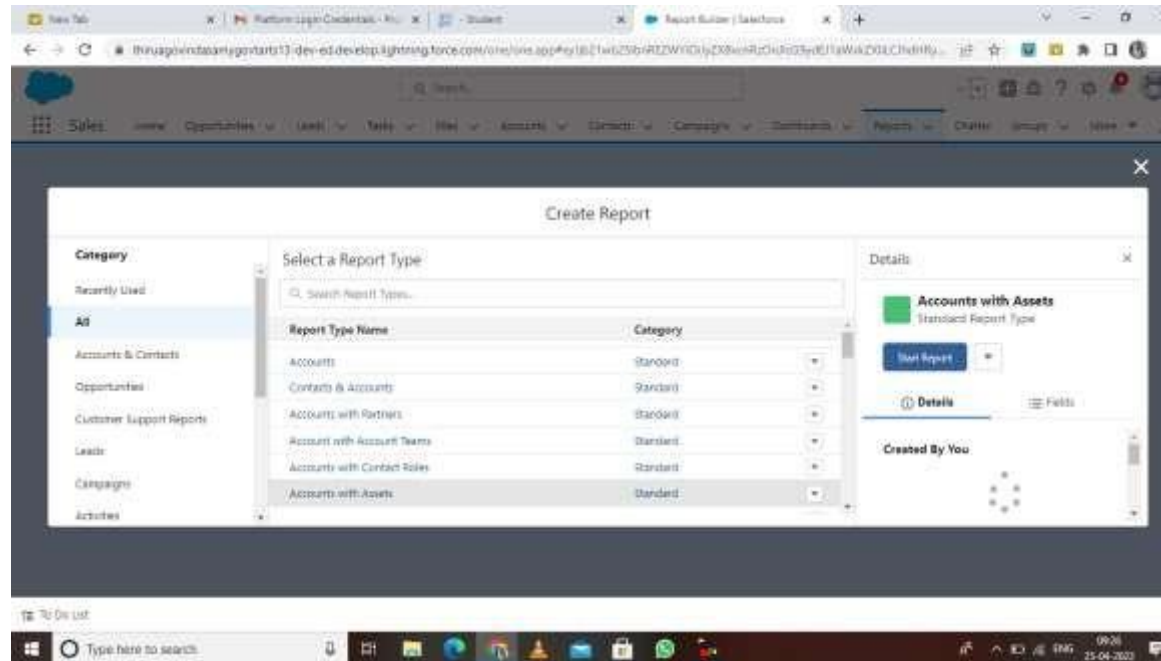 New Tab
Student
Report Builder | Salesforce
Search...
Sales Home Opportunities Leads Tasks Files Accounts Contacts Campaigns Dashboards Reports Chatter Groups More
Create Report
Category
Recently Used
All
Accounts & Contacts
Opportunities
Customer Support Reports
Leads
Campaigns
Activities
Select a Report Type
Search Report Types...
Report Type Name Category
Accounts Standard
Contacts & Accounts Standard
Accounts with Partners Standard
Account with Account Teams Standard
Accounts with Contact Roles Standard
Accounts with Assets Standard
Details
Accounts with Assets
Standard Report Type
Start Report
Details Fields
Created By You
To Do List
Type here to search
ENG
09:26
25-04-2023